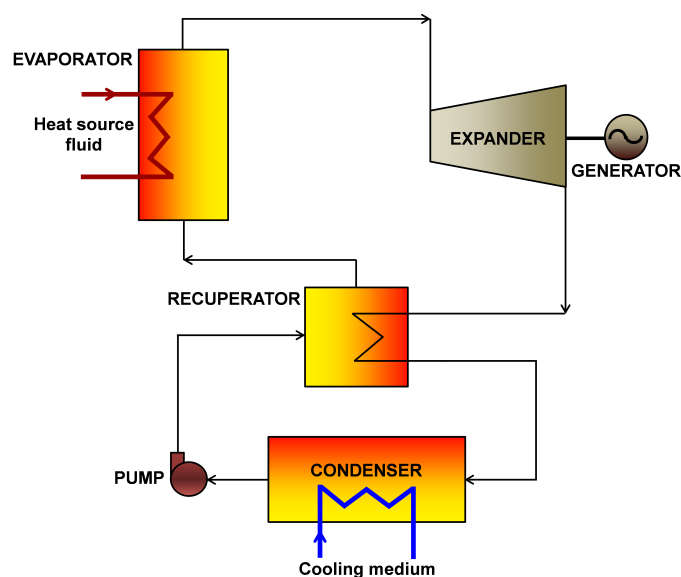 EVAPORATOR
Heat source
fluid
EXPANDER
GENERATOR
RECUPERATOR
PUMP
CONDENSER
Cooling medium